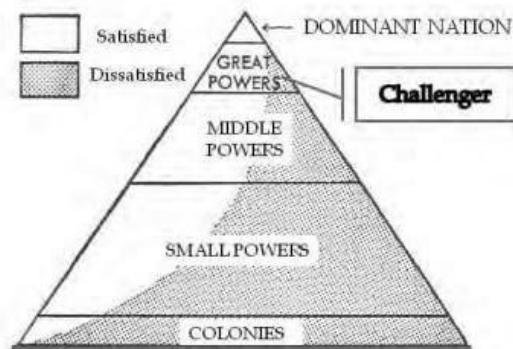 Satisfied
Dissatisfied
DOMINANT NATION
GREAT
POWERS
Challenger
MIDDLE
POWERS
SMALL POWERS
COLONIES